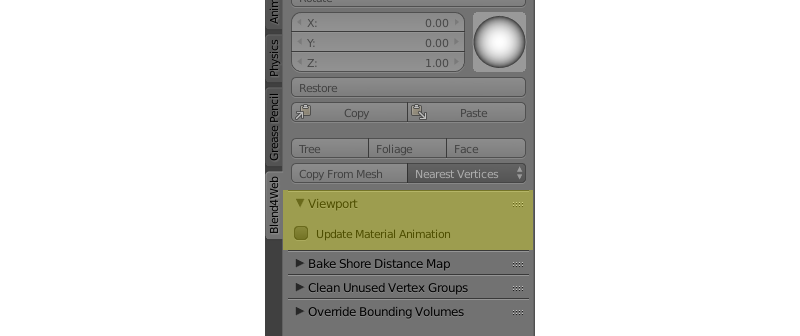 Rotate
Anim
X: 0.00
Y: 0.00
Z: 1.00
Physics
Restore
Copy Paste
Grease Pencil
Tree Foliage Face
Copy From Mesh Nearest Vertices
Blend4Web
Viewport
Update Material Animation
Bake Shore Distance Map
Clean Unused Vertex Groups
Override Bounding Volumes